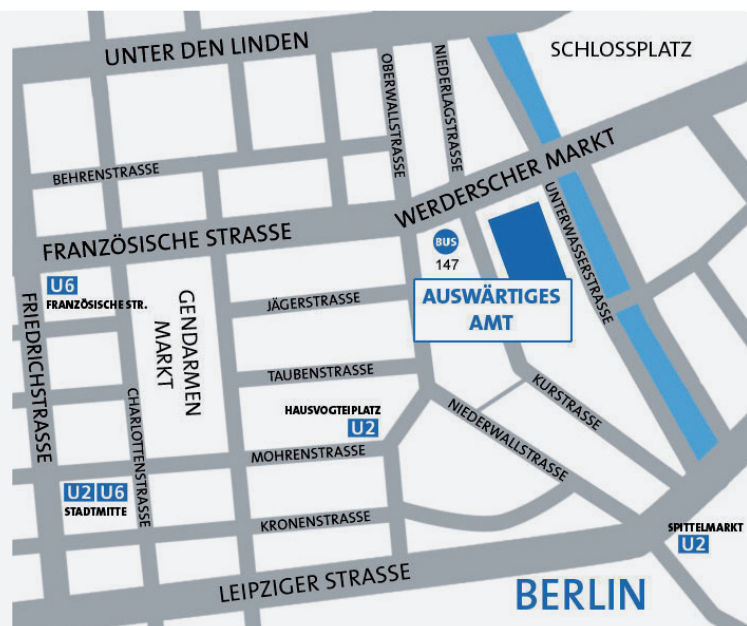 UNTER DEN LINDEN
SCHLOSSPLATZ
OBERWALLSTRASSE
NIEDERLAGSTRASSE
BEHRENSTRASSE
WERDERSCHER MARKT
FRANZÖSISCHE STRASSE
UNTERWASSERSTRASSE
BUS
147
U6
FRANZÖSISCHE STR.
FRIEDRICHSTRASSE
GENDARMEN
MARKT
JÄGERSTRASSE
AUSWÄRTIGES
AMT
TAUBENSTRASSE
CHARLOTTENSTRASSE
HAUSVOGTEIPLATZ
U2
NIEDERWALLSTRASSE
KURSTRASSE
MOHRENSTRASSE
U2 U6
STADTMITTE
KRONENSTRASSE
SPITTELMARKT
U2
LEIPZIGER STRASSE
BERLIN